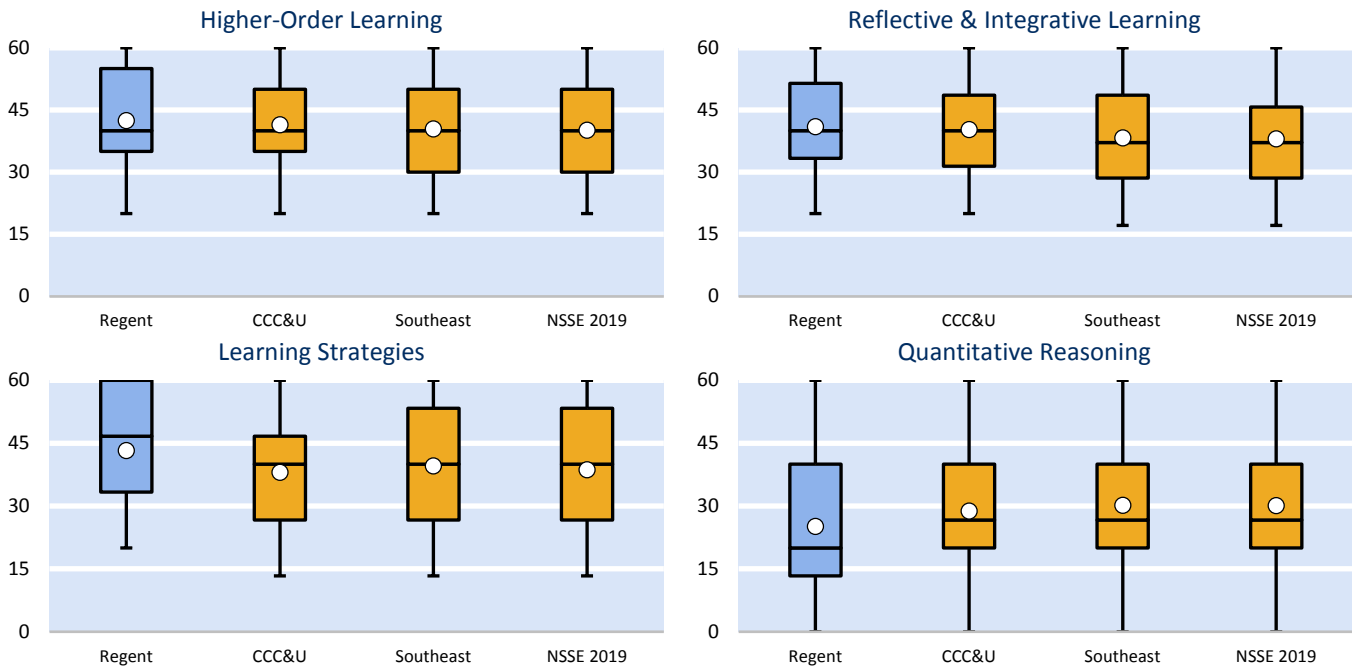 Higher-Order Learning
60
45
30
15
0
Regent CCC&U Southeast NSSE 2019
Reflective & Integrative Learning
60
45
30
15
0
Regent CCC&U Southeast NSSE 2019
Learning Strategies
60
45
30
15
0
Regent CCC&U Southeast NSSE 2019
Quantitative Reasoning
60
45
30
15
0
Regent CCC&U Southeast NSSE 2019